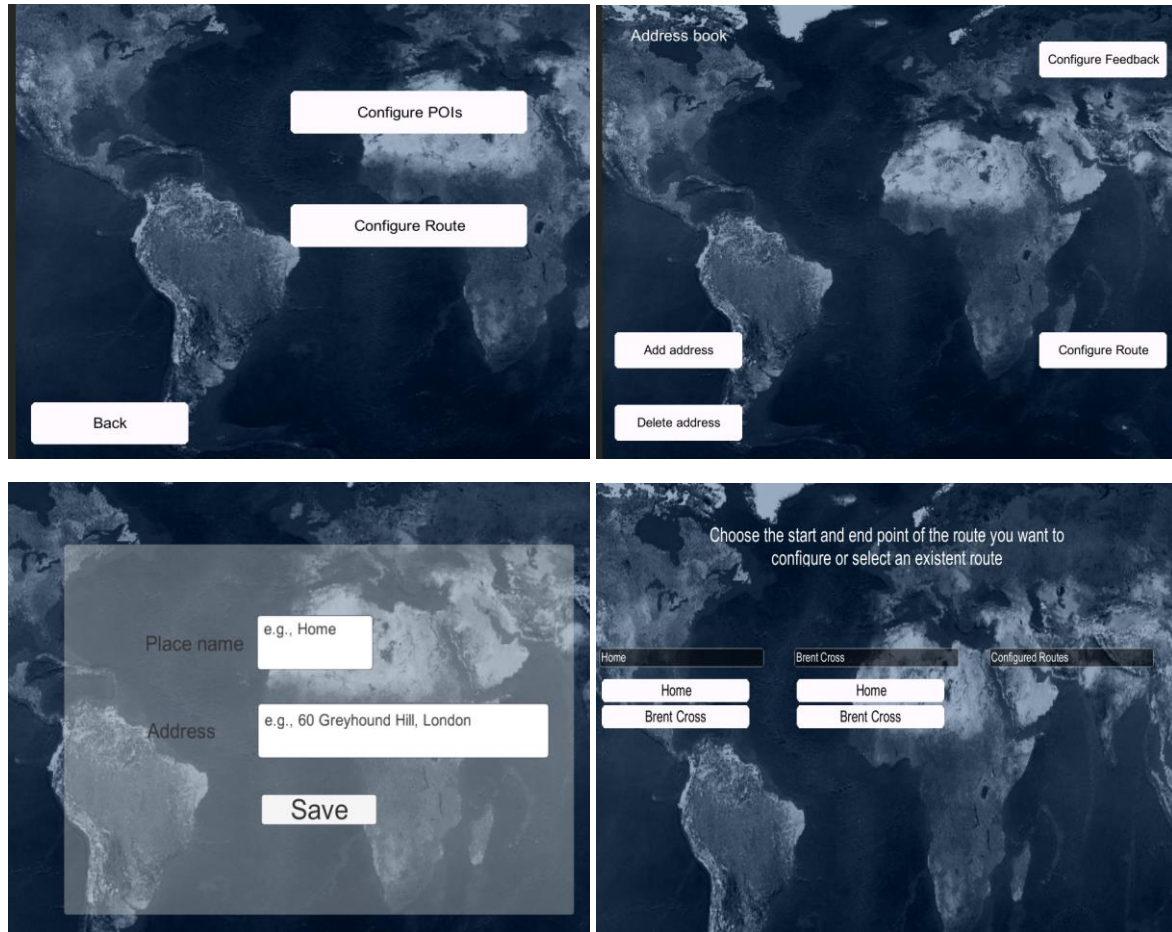 Configure POIs
Configure Route
Back
Address book
Configure Feedback
Add address
Configure Route
Delete address
Place name
e.g., Home
Address
e.g., 60 Greyhound Hill, London
Save
Choose the start and end point of the route you want to
configure or select an existent route
Home
Brent Cross
Configured Routes
Home
Home
Brent Cross
Brent Cross